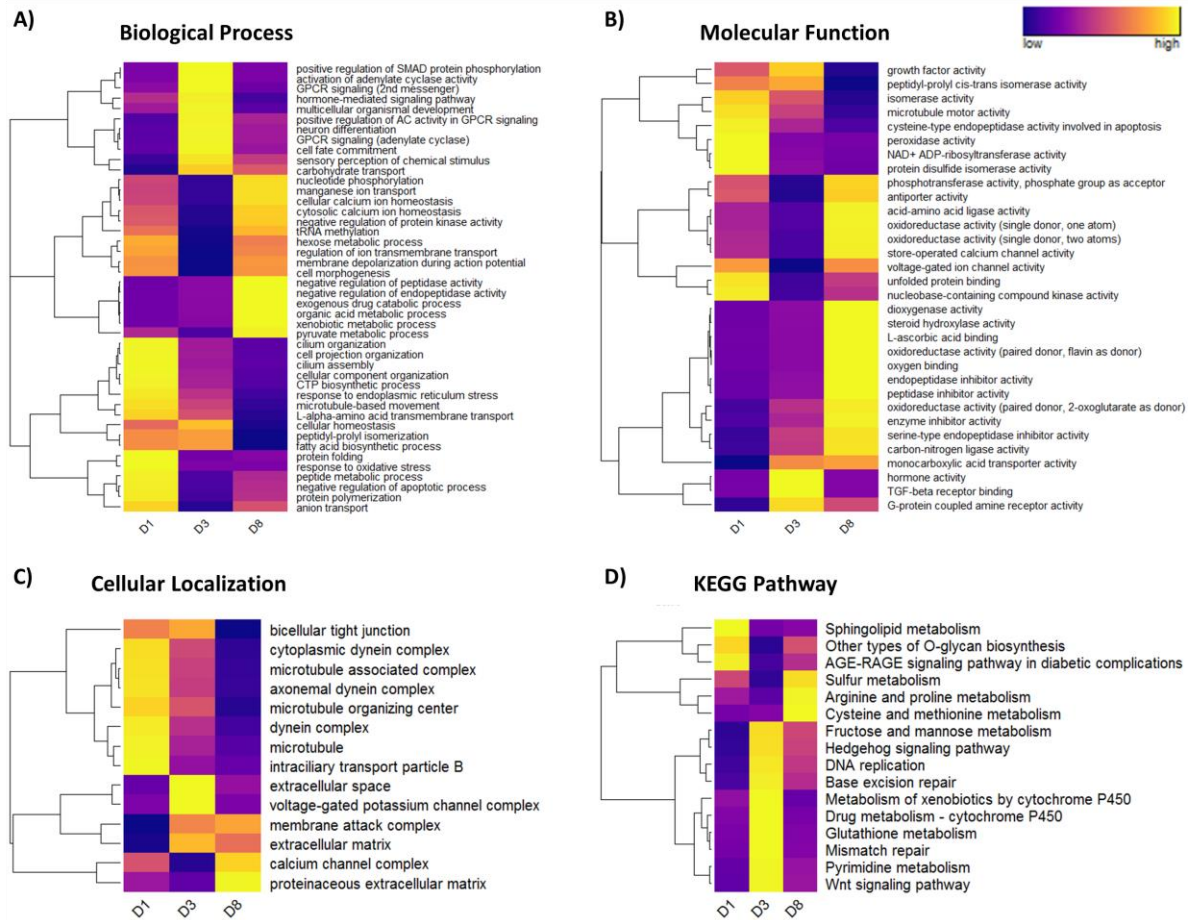 A)
Biological Process
positive regulation of SMAD protein phosphorylation
activation of adenylate cyclase activity
GPCR signaling (2nd messenger)
hormone-mediated signaling pathway
multicellular organismal development
positive regulation of AC activity in GPCR signaling
neuron differentiation
GPCR signaling (adenylate cyclase)
cell fate commitment
sensory perception of chemical stimulus
carbohydrate transport
nucleotide phosphorylation
manganese ion transport
cellular calcium ion homeostasis
cytosolic calcium ion homeostasis
negative regulation of protein kinase activity
tRNA methylation
hexose metabolic process
regulation of ion transmembrane transport
membrane depolarization during action potential
cell morphogenesis
negative regulation of peptidase activity
negative regulation of endopeptidase activity
exogenous drug catabolic process
organic acid metabolic process
xenobiotic metabolic process
pyruvate metabolic process
cilium organization
cell projection organization
cilium assembly
cellular component organization
CTP biosynthetic process
response to endoplasmic reticulum stress
microtubule-based movement
L-alpha-amino acid transmembrane transport
cellular homeostasis
peptidyl-prolyl isomerization
fatty acid biosynthetic process
protein folding
response to oxidative stress
peptide metabolic process
negative regulation of apoptotic process
protein polymerization
anion transport
D1 D3 D8
B)
Molecular Function
low high
growth factor activity
peptidyl-prolyl cis-trans isomerase activity
isomerase activity
microtubule motor activity
cysteine-type endopeptidase activity involved in apoptosis
peroxidase activity
NAD+ ADP-ribosyltransferase activity
protein disulfide isomerase activity
phosphotransferase activity, phosphate group as acceptor
antiporter activity
acid-amino acid ligase activity
oxidoreductase activity (single donor, one atom)
oxidoreductase activity (single donor, two atoms)
store-operated calcium channel activity
voltage-gated ion channel activity
unfolded protein binding
nucleobase-containing compound kinase activity
dioxygenase activity
steroid hydroxylase activity
L-ascorbic acid binding
oxidoreductase activity (paired donor, flavin as donor)
oxygen binding
endopeptidase inhibitor activity
peptidase inhibitor activity
oxidoreductase activity (paired donor, 2-oxoglutarate as donor)
enzyme inhibitor activity
serine-type endopeptidase inhibitor activity
carbon-nitrogen ligase activity
monocarboxylic acid transporter activity
hormone activity
TGF-beta receptor binding
G-protein coupled amine receptor activity
D1 D3 D8
C)
Cellular Localization
bicellular tight junction
cytoplasmic dynein complex
microtubule associated complex
axonemal dynein complex
microtubule organizing center
dynein complex
microtubule
intraciliary transport particle B
extracellular space
voltage-gated potassium channel complex
membrane attack complex
extracellular matrix
calcium channel complex
proteinaceous extracellular matrix
D1 D3 D8
D)
KEGG Pathway
Sphingolipid metabolism
Other types of O-glycan biosynthesis
AGE-RAGE signaling pathway in diabetic complications
Sulfur metabolism
Arginine and proline metabolism
Cysteine and methionine metabolism
Fructose and mannose metabolism
Hedgehog signaling pathway
DNA replication
Base excision repair
Metabolism of xenobiotics by cytochrome P450
Drug metabolism - cytochrome P450
Glutathione metabolism
Mismatch repair
Pyrimidine metabolism
Wnt signaling pathway
D1 D3 D8